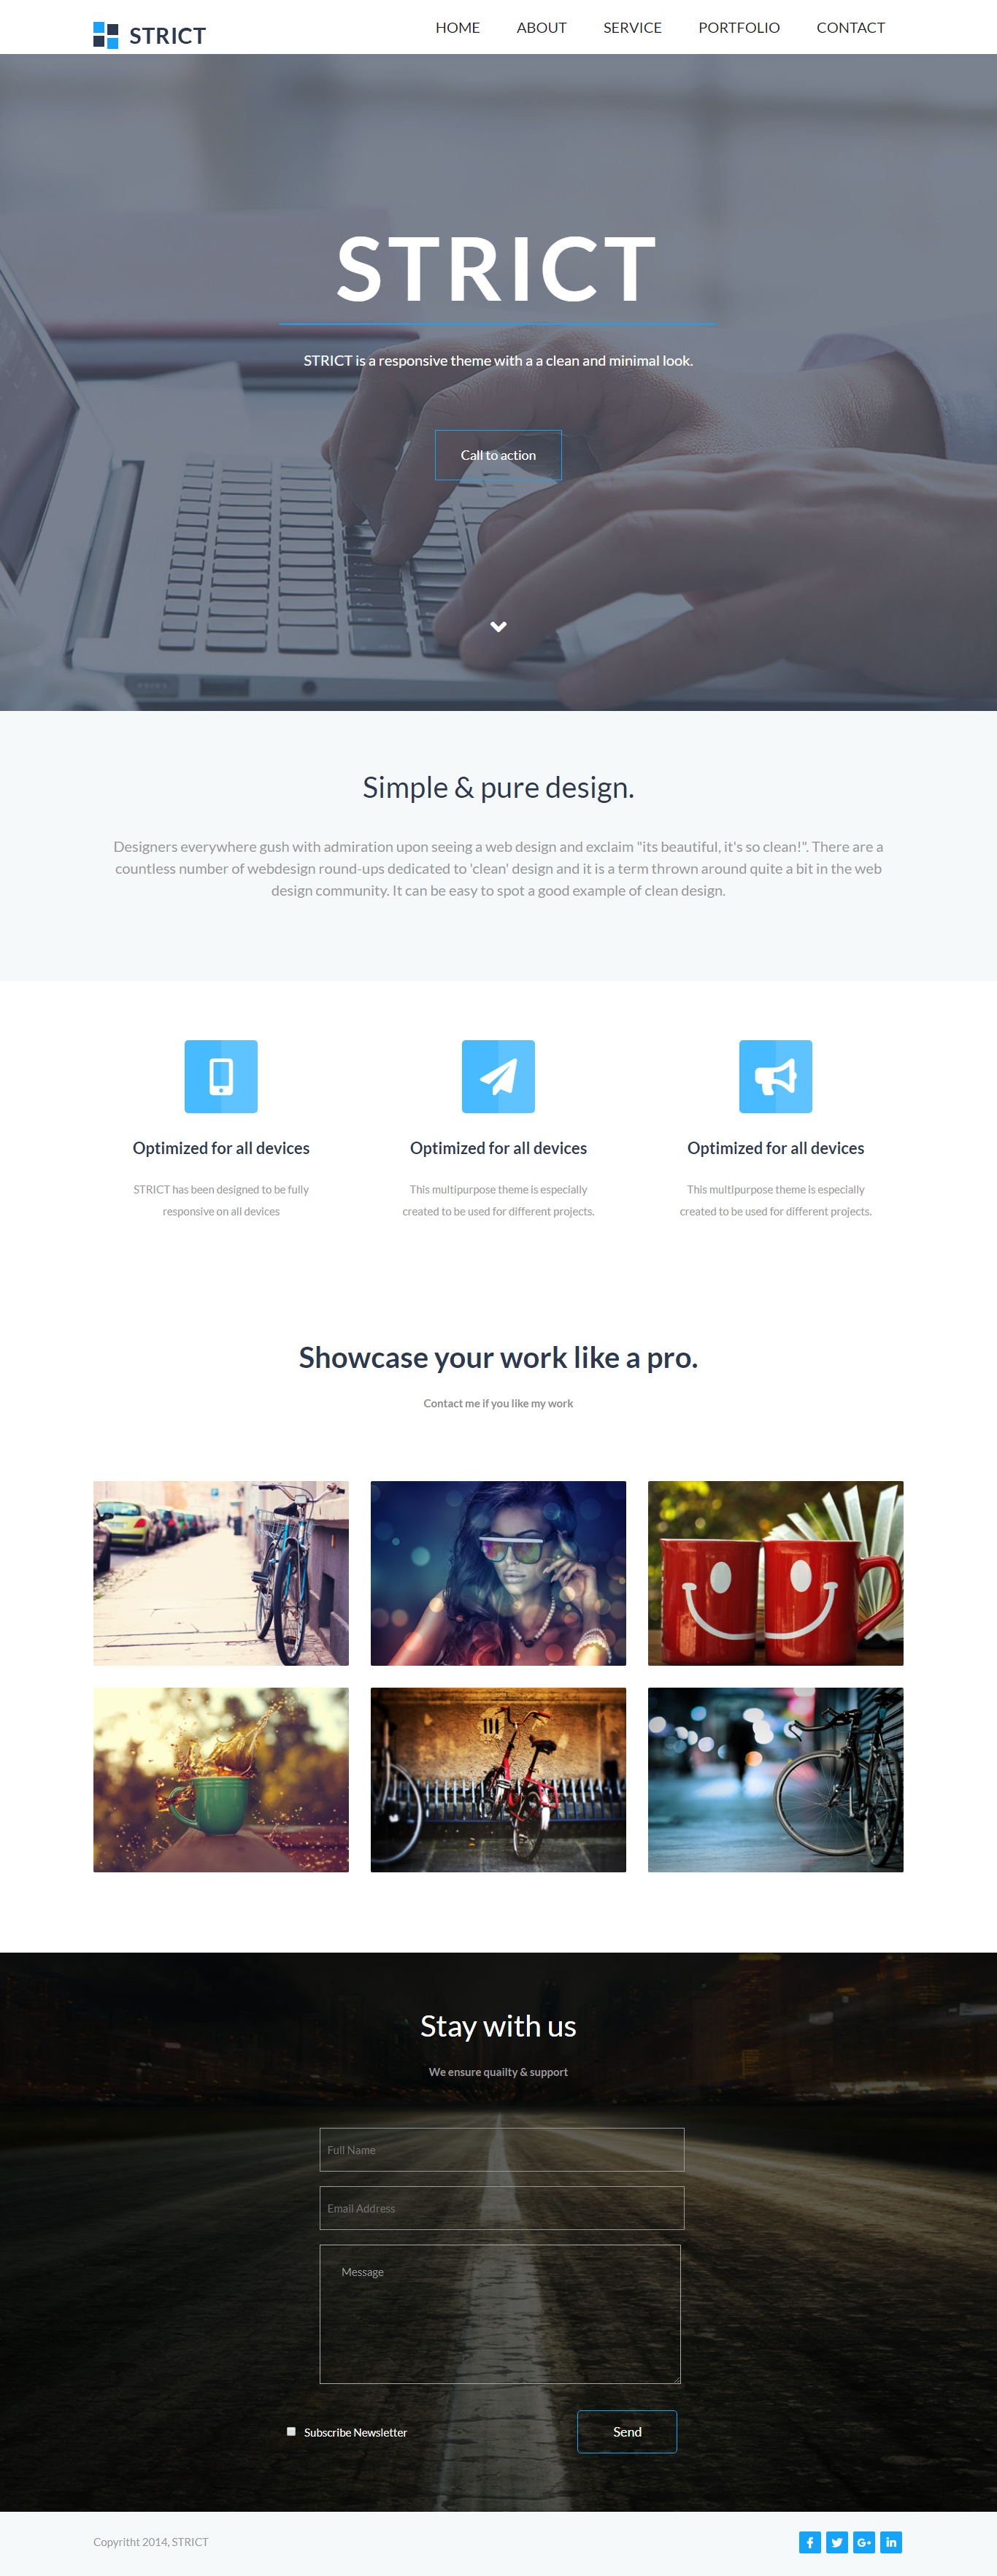 STRICT
HOME ABOUT SERVICE PORTFOLIO CONTACT
STRICT
STRICT is a responsive theme with a a clean and minimal look.
Call to action
Simple & pure design.
Designers everywhere gush with admiration upon seeing a web design and exclaim "its beautiful, it's so clean!". There are a
countless number of webdesign round-ups dedicated to 'clean' design and it is a term thrown around quite a bit in the web
design community. It can be easy to spot a good example of clean design.
Optimized for all devices
STRICT has been designed to be fully
responsive on all devices
Optimized for all devices
This multipurpose theme is especially
created to be used for different projects.
Optimized for all devices
This multipurpose theme is especially
created to be used for different projects.
Showcase your work like a pro.
Contact me if you like my work
Stay with us
We ensure quailty & support
Full Name
Email Address
Message
Subscribe Newsletter
Send
Copyritht 2014, STRICT